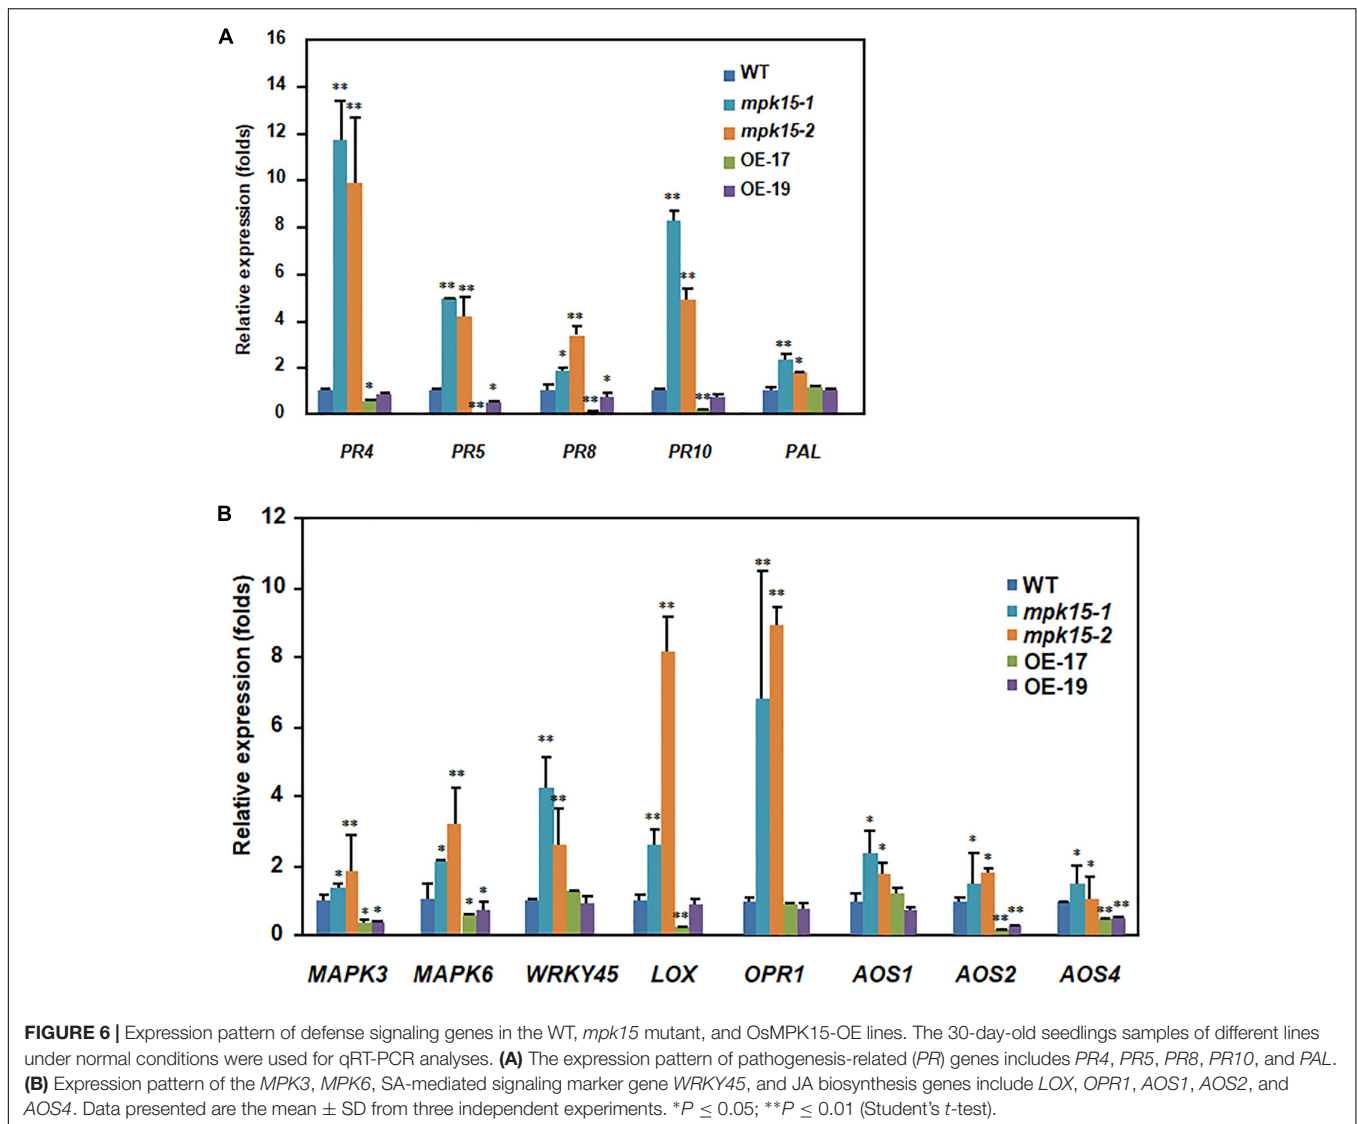 A
16
14
12
10
8
6
4
2
0
Relative expression (folds)
WT
mpk15-1
mpk15-2
OE-17
OE-19
** ** *
** ** ** *
* ** ** *
** ** **
** *
PR4 PR5 PR8 PR10 PAL
B
12
10
8
6
4
2
0
Relative expression (folds)
WT
mpk15-1
mpk15-2
OE-17
OE-19
* ** * *
* ** * *
** **
** ** **
** **
* *
* * ** **
* * ** **
MAPK3 MAPK6 WRKY45 LOX OPR1 AOS1 AOS2 AOS4
FIGURE 6 | Expression pattern of defense signaling genes in the WT, mpk15 mutant, and OsMPK15-OE lines. The 30-day-old seedlings samples of different lines
under normal conditions were used for qRT-PCR analyses. (A) The expression pattern of pathogenesis-related (PR) genes includes PR4, PR5, PR8, PR10, and PAL.
(B) Expression pattern of the MPK3, MPK6, SA-mediated signaling marker gene WRKY45, and JA biosynthesis genes include LOX, OPR1, AOS1, AOS2, and
AOS4. Data presented are the mean ± SD from three independent experiments. *P ≤ 0.05; **P ≤ 0.01 (Student's t-test).